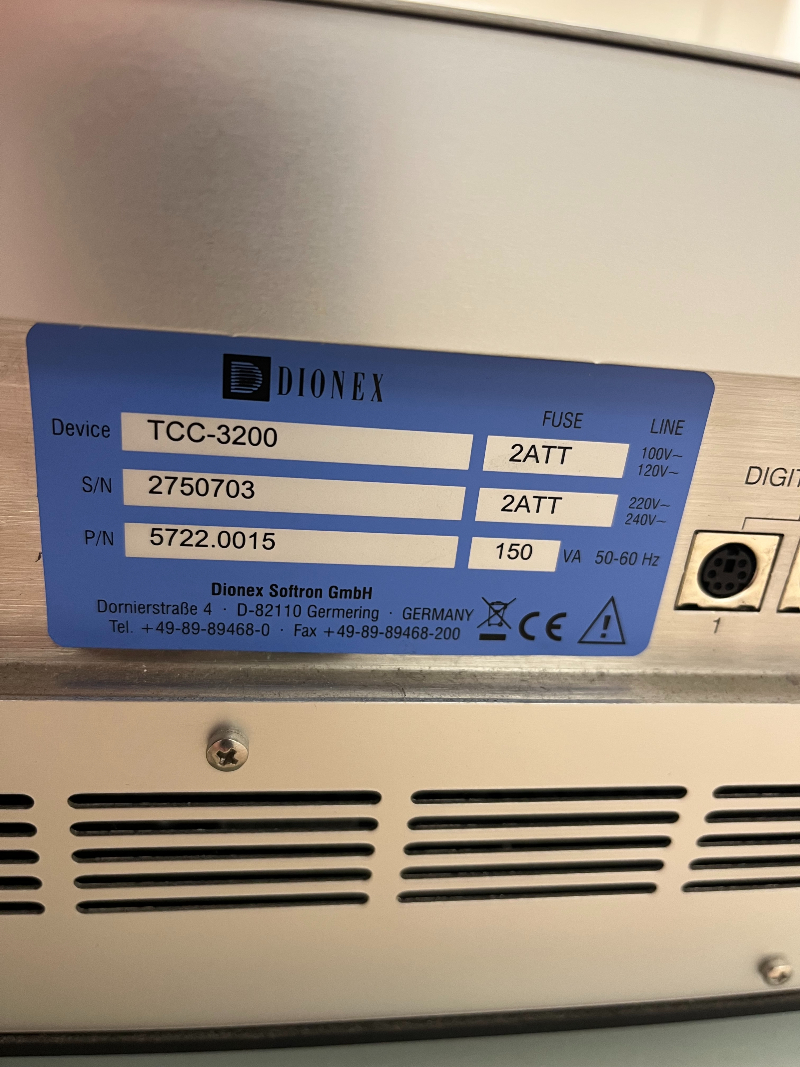 DIONEX
FUSE LINE
Device TCC-3200 2ATT 100V~
120V~
S/N 2750703 2ATT 220V~
240V~
P/N 5722.0015 150 VA 50-60 Hz
Dionex Softron GmbH
Dornierstraße 4 · D-82110 Germering · GERMANY
Tel. +49-89-89468-0 · Fax +49-89-89468-200
CE
DIGIT
1